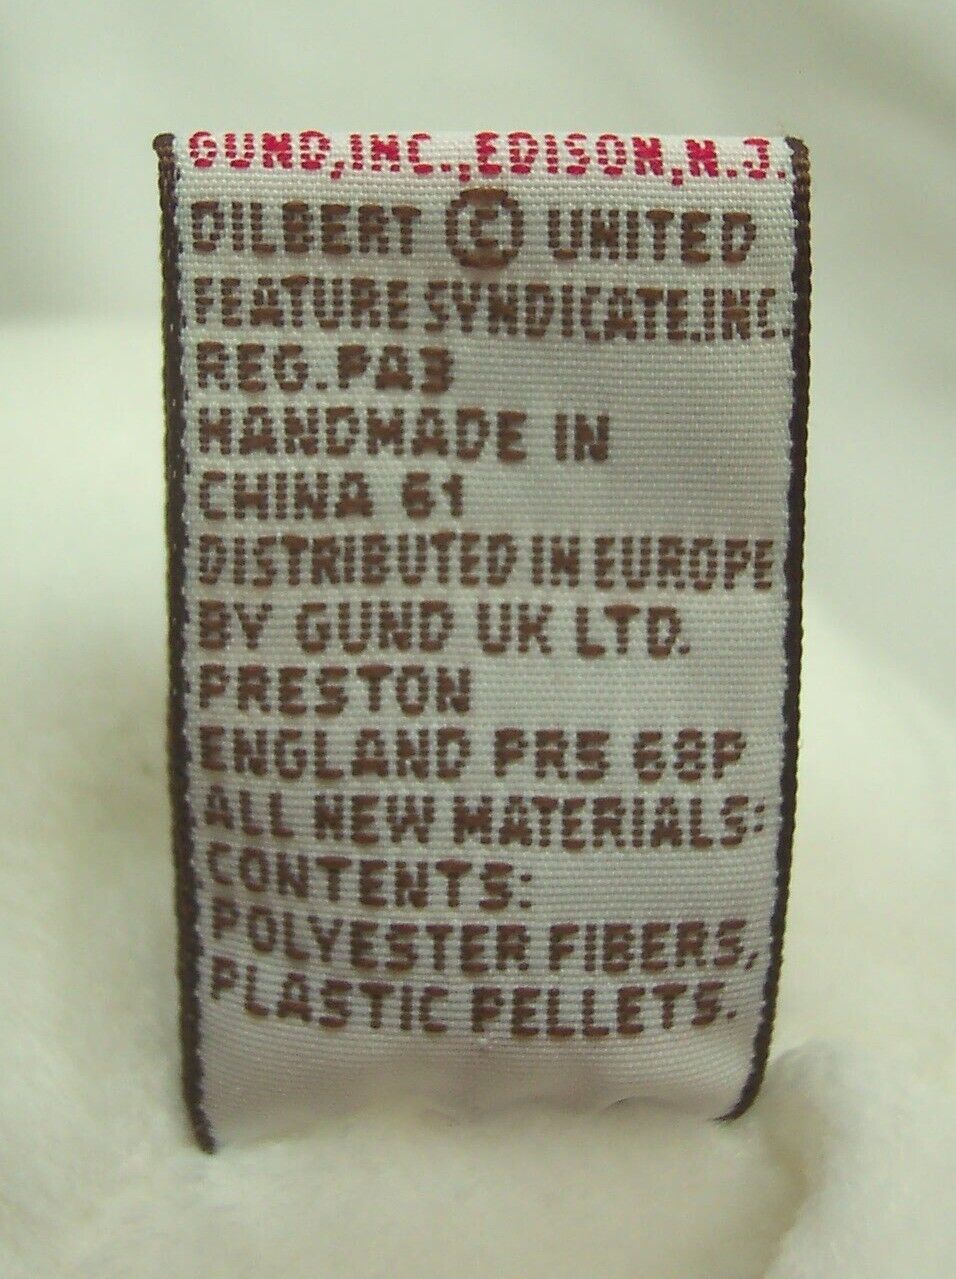 GUND, INC., EDISON, N.J.
DILBERT © UNITED
FEATURE SYNDICATE, INC.
REG. PA3
HANDMADE IN
CHINA 61
DISTRIBUTED IN EUROPE
BY GUND UK LTD.
PRESTON
ENGLAND PR5 68P
ALL NEW MATERIALS:
CONTENTS:
POLYESTER FIBERS,
PLASTIC PELLETS.